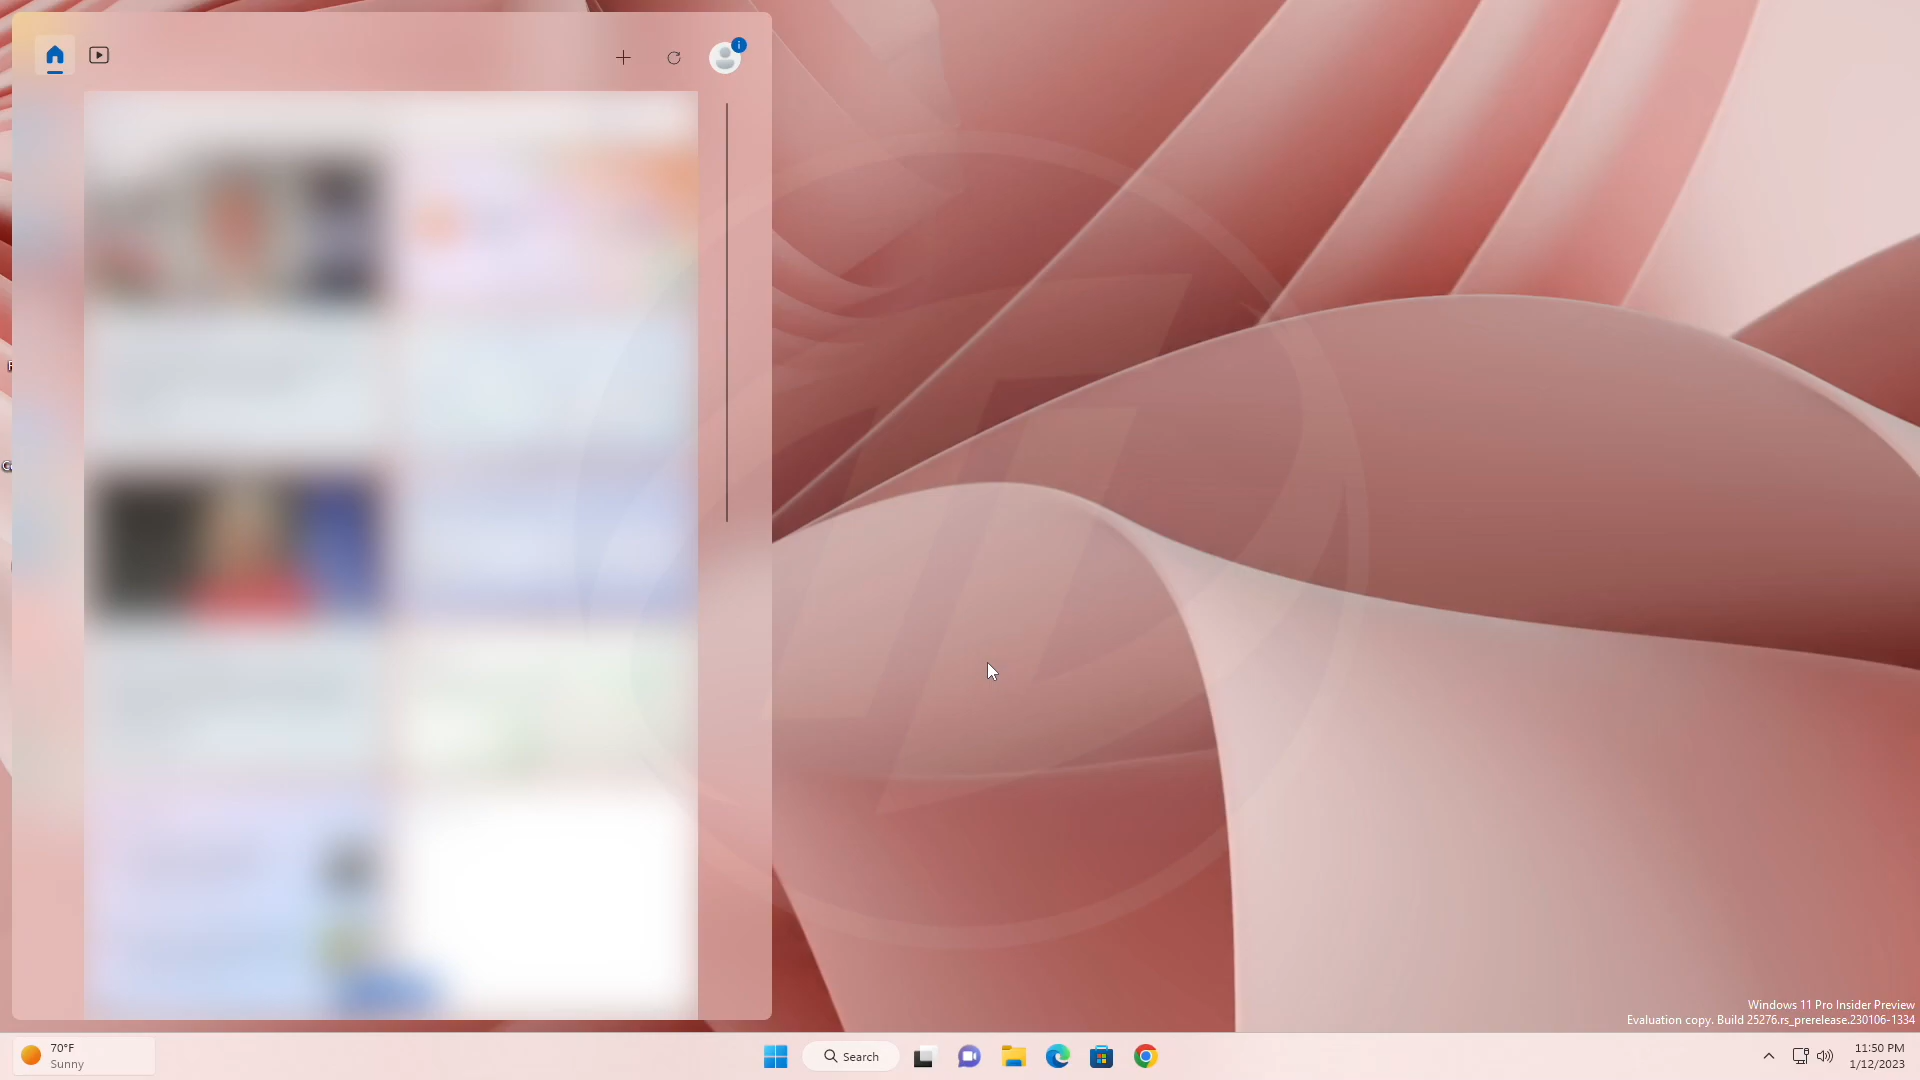 Windows 11 Pro Insider Preview
Evaluation copy. Build 25276.rs_prerelease.230106-1334
70°F
Sunny
Search
11:50 PM
1/12/2023